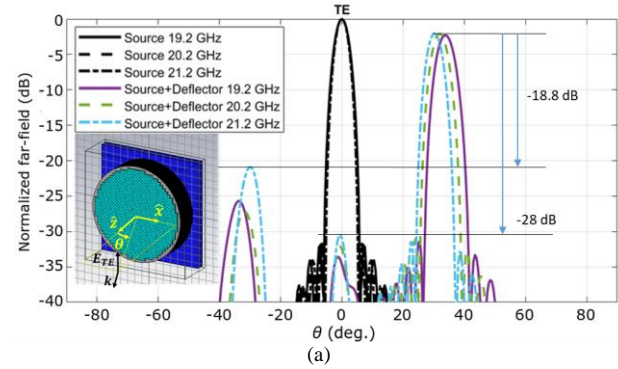 TE
0
-5
-10
-15
-20
-25
-30
-35
-40
Normalized far-field (dB)
Source 19.2 GHz
Source 20.2 GHz
Source 21.2 GHz
Source+Deflector 19.2 GHz
Source+Deflector 20.2 GHz
Source+Deflector 21.2 GHz
-18.8 dB
-28 dB
ẑ
x̂
θ
E_TE
k
-80 -60 -40 -20 0 20 40 60 80
θ (deg.)
(a)